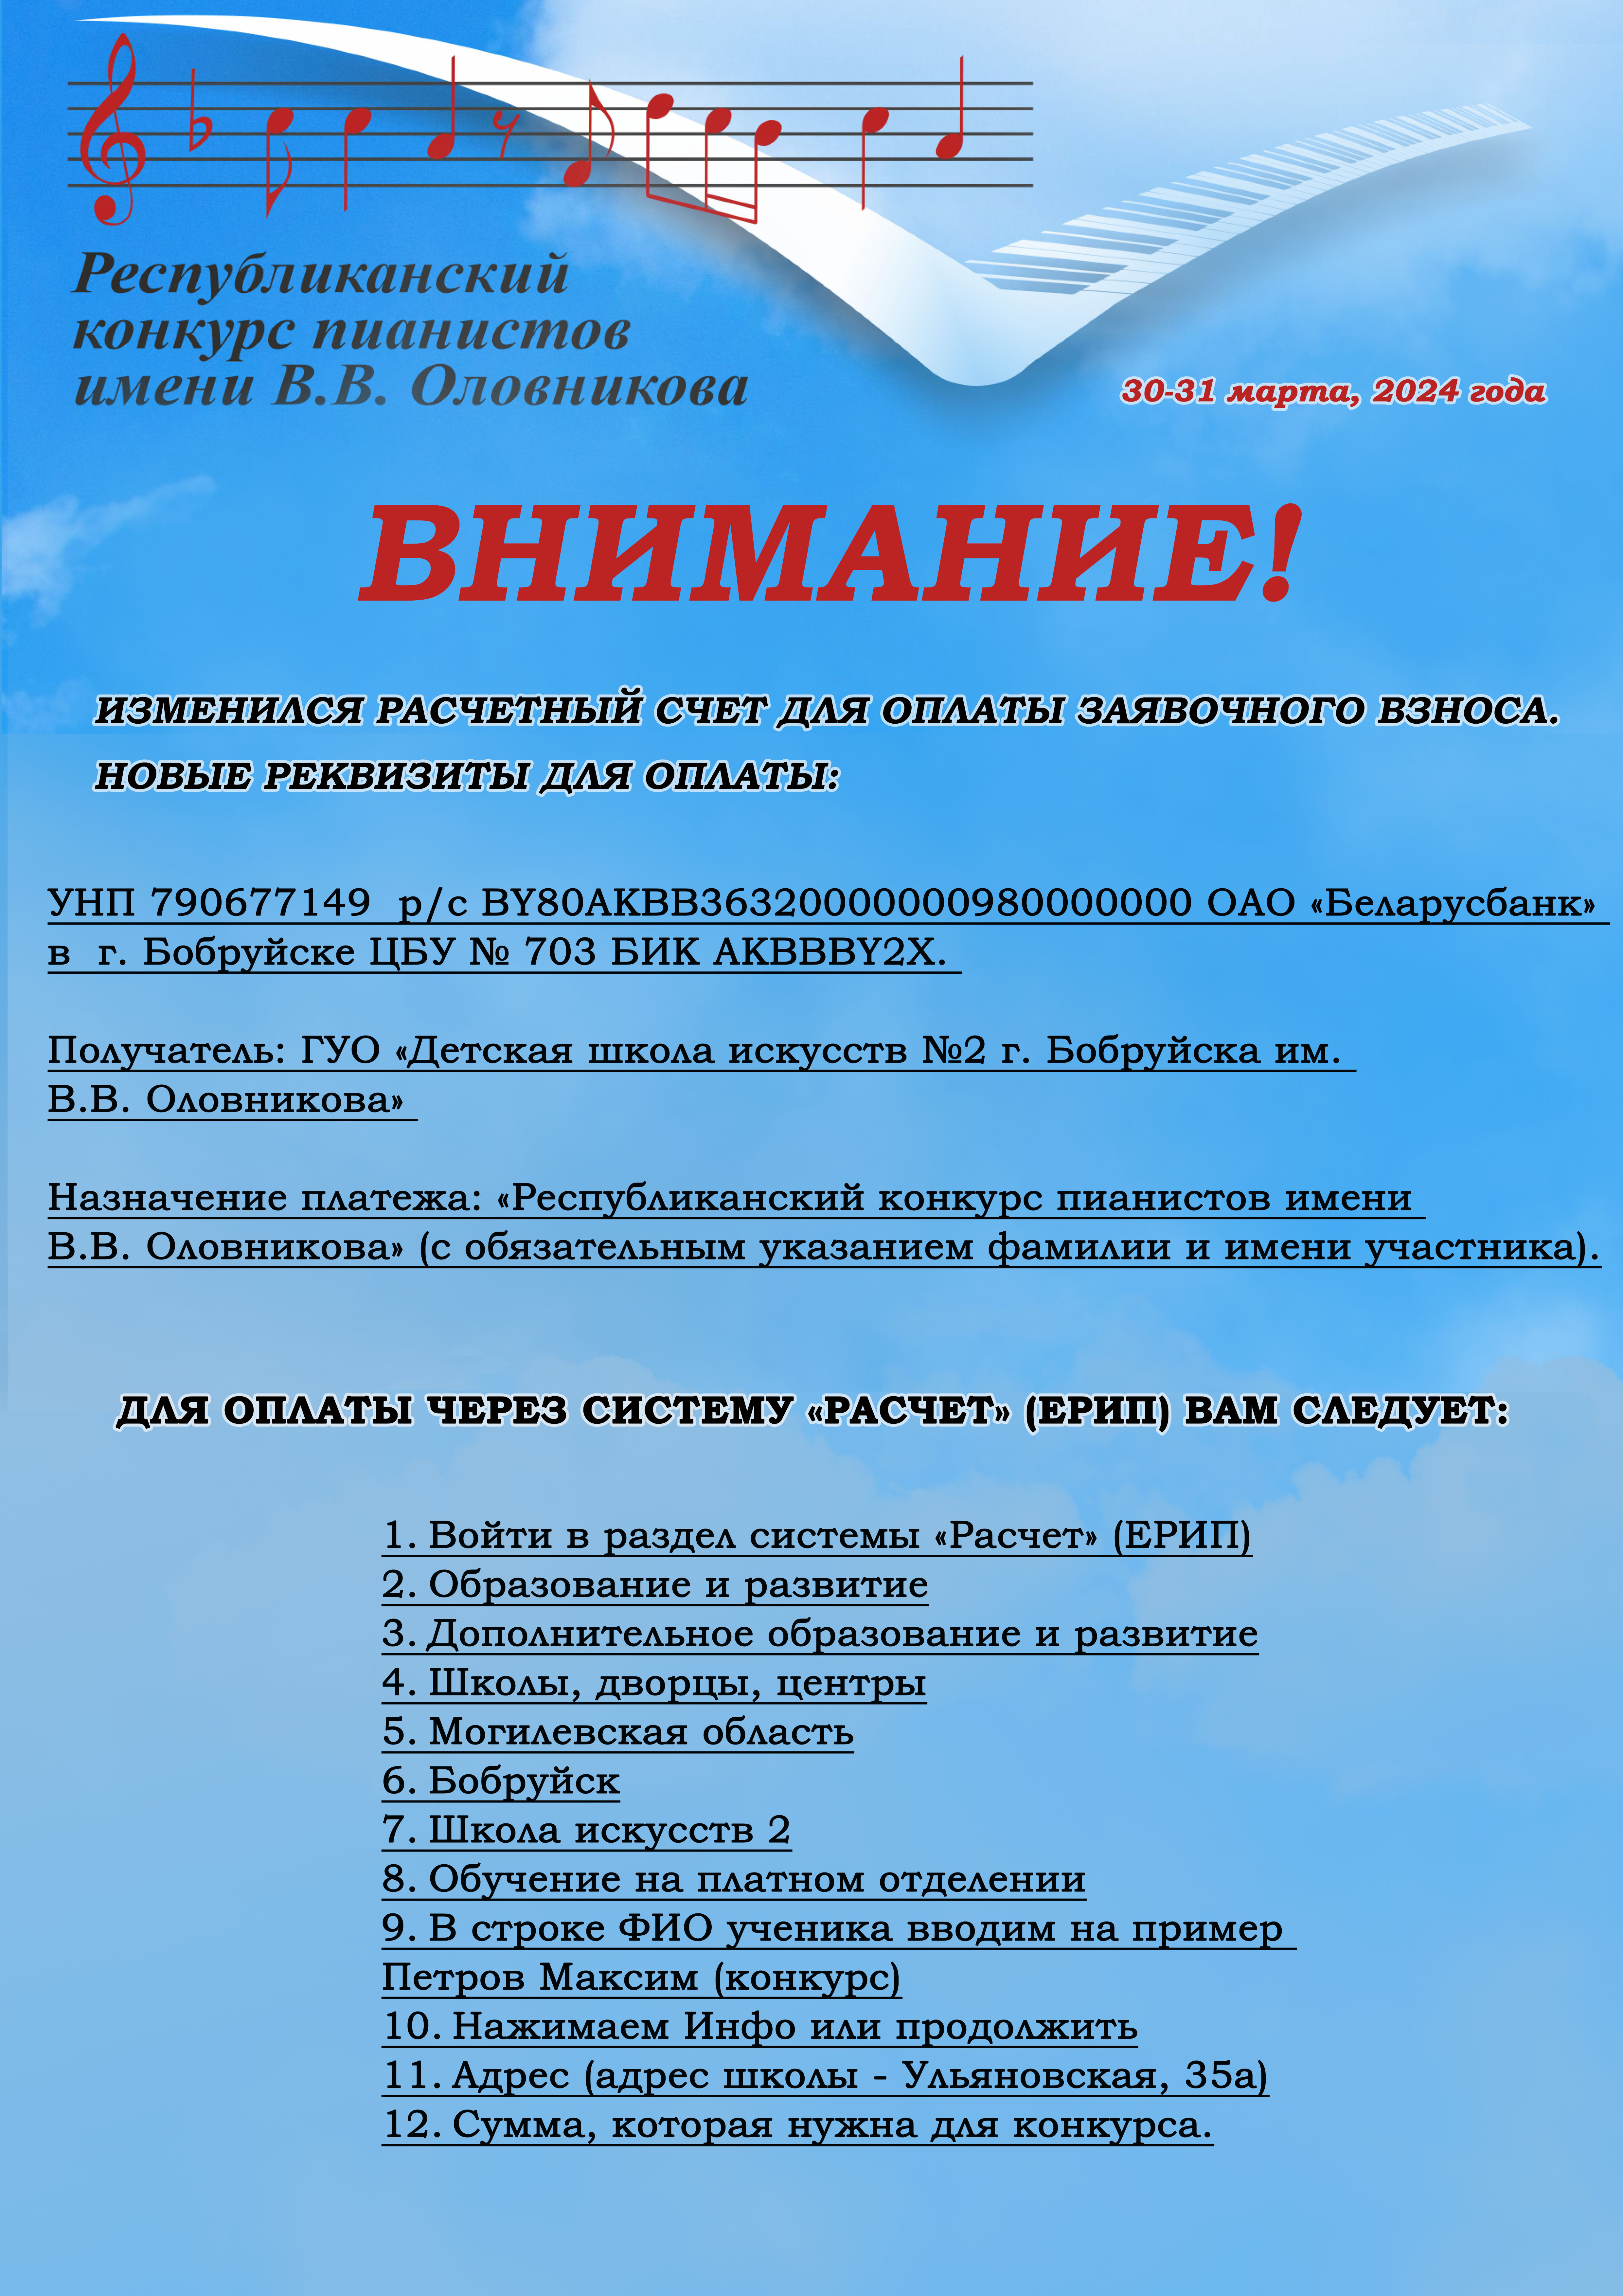 Республиканский
конкурс пианистов
имени В.В. Оловникова
30-31 марта, 2024 года
ВНИМАНИЕ!
ИЗМЕНИЛСЯ РАСЧЕТНЫЙ СЧЕТ ДЛЯ ОПЛАТЫ ЗАЯВОЧНОГО ВЗНОСА.
НОВЫЕ РЕКВИЗИТЫ ДЛЯ ОПЛАТЫ:
УНП 790677149  р/с BY80AKBB36320000000980000000 ОАО «Беларусбанк»
в  г. Бобруйске ЦБУ № 703 БИК AKBBBY2X.
Получатель: ГУО «Детская школа искусств №2 г. Бобруйска им.
В.В. Оловникова»
Назначение платежа: «Республиканский конкурс пианистов имени
В.В. Оловникова» (с обязательным указанием фамилии и имени участника).
ДЛЯ ОПЛАТЫ ЧЕРЕЗ СИСТЕМУ «РАСЧЕТ» (ЕРИП) ВАМ СЛЕДУЕТ:
1. Войти в раздел системы «Расчет» (ЕРИП)
2. Образование и развитие
3. Дополнительное образование и развитие
4. Школы, дворцы, центры
5. Могилевская область
6. Бобруйск
7. Школа искусств 2
8. Обучение на платном отделении
9. В строке ФИО ученика вводим на пример
Петров Максим (конкурс)
10. Нажимаем Инфо или продолжить
11. Адрес (адрес школы - Ульяновская, 35а)
12. Сумма, которая нужна для конкурса.